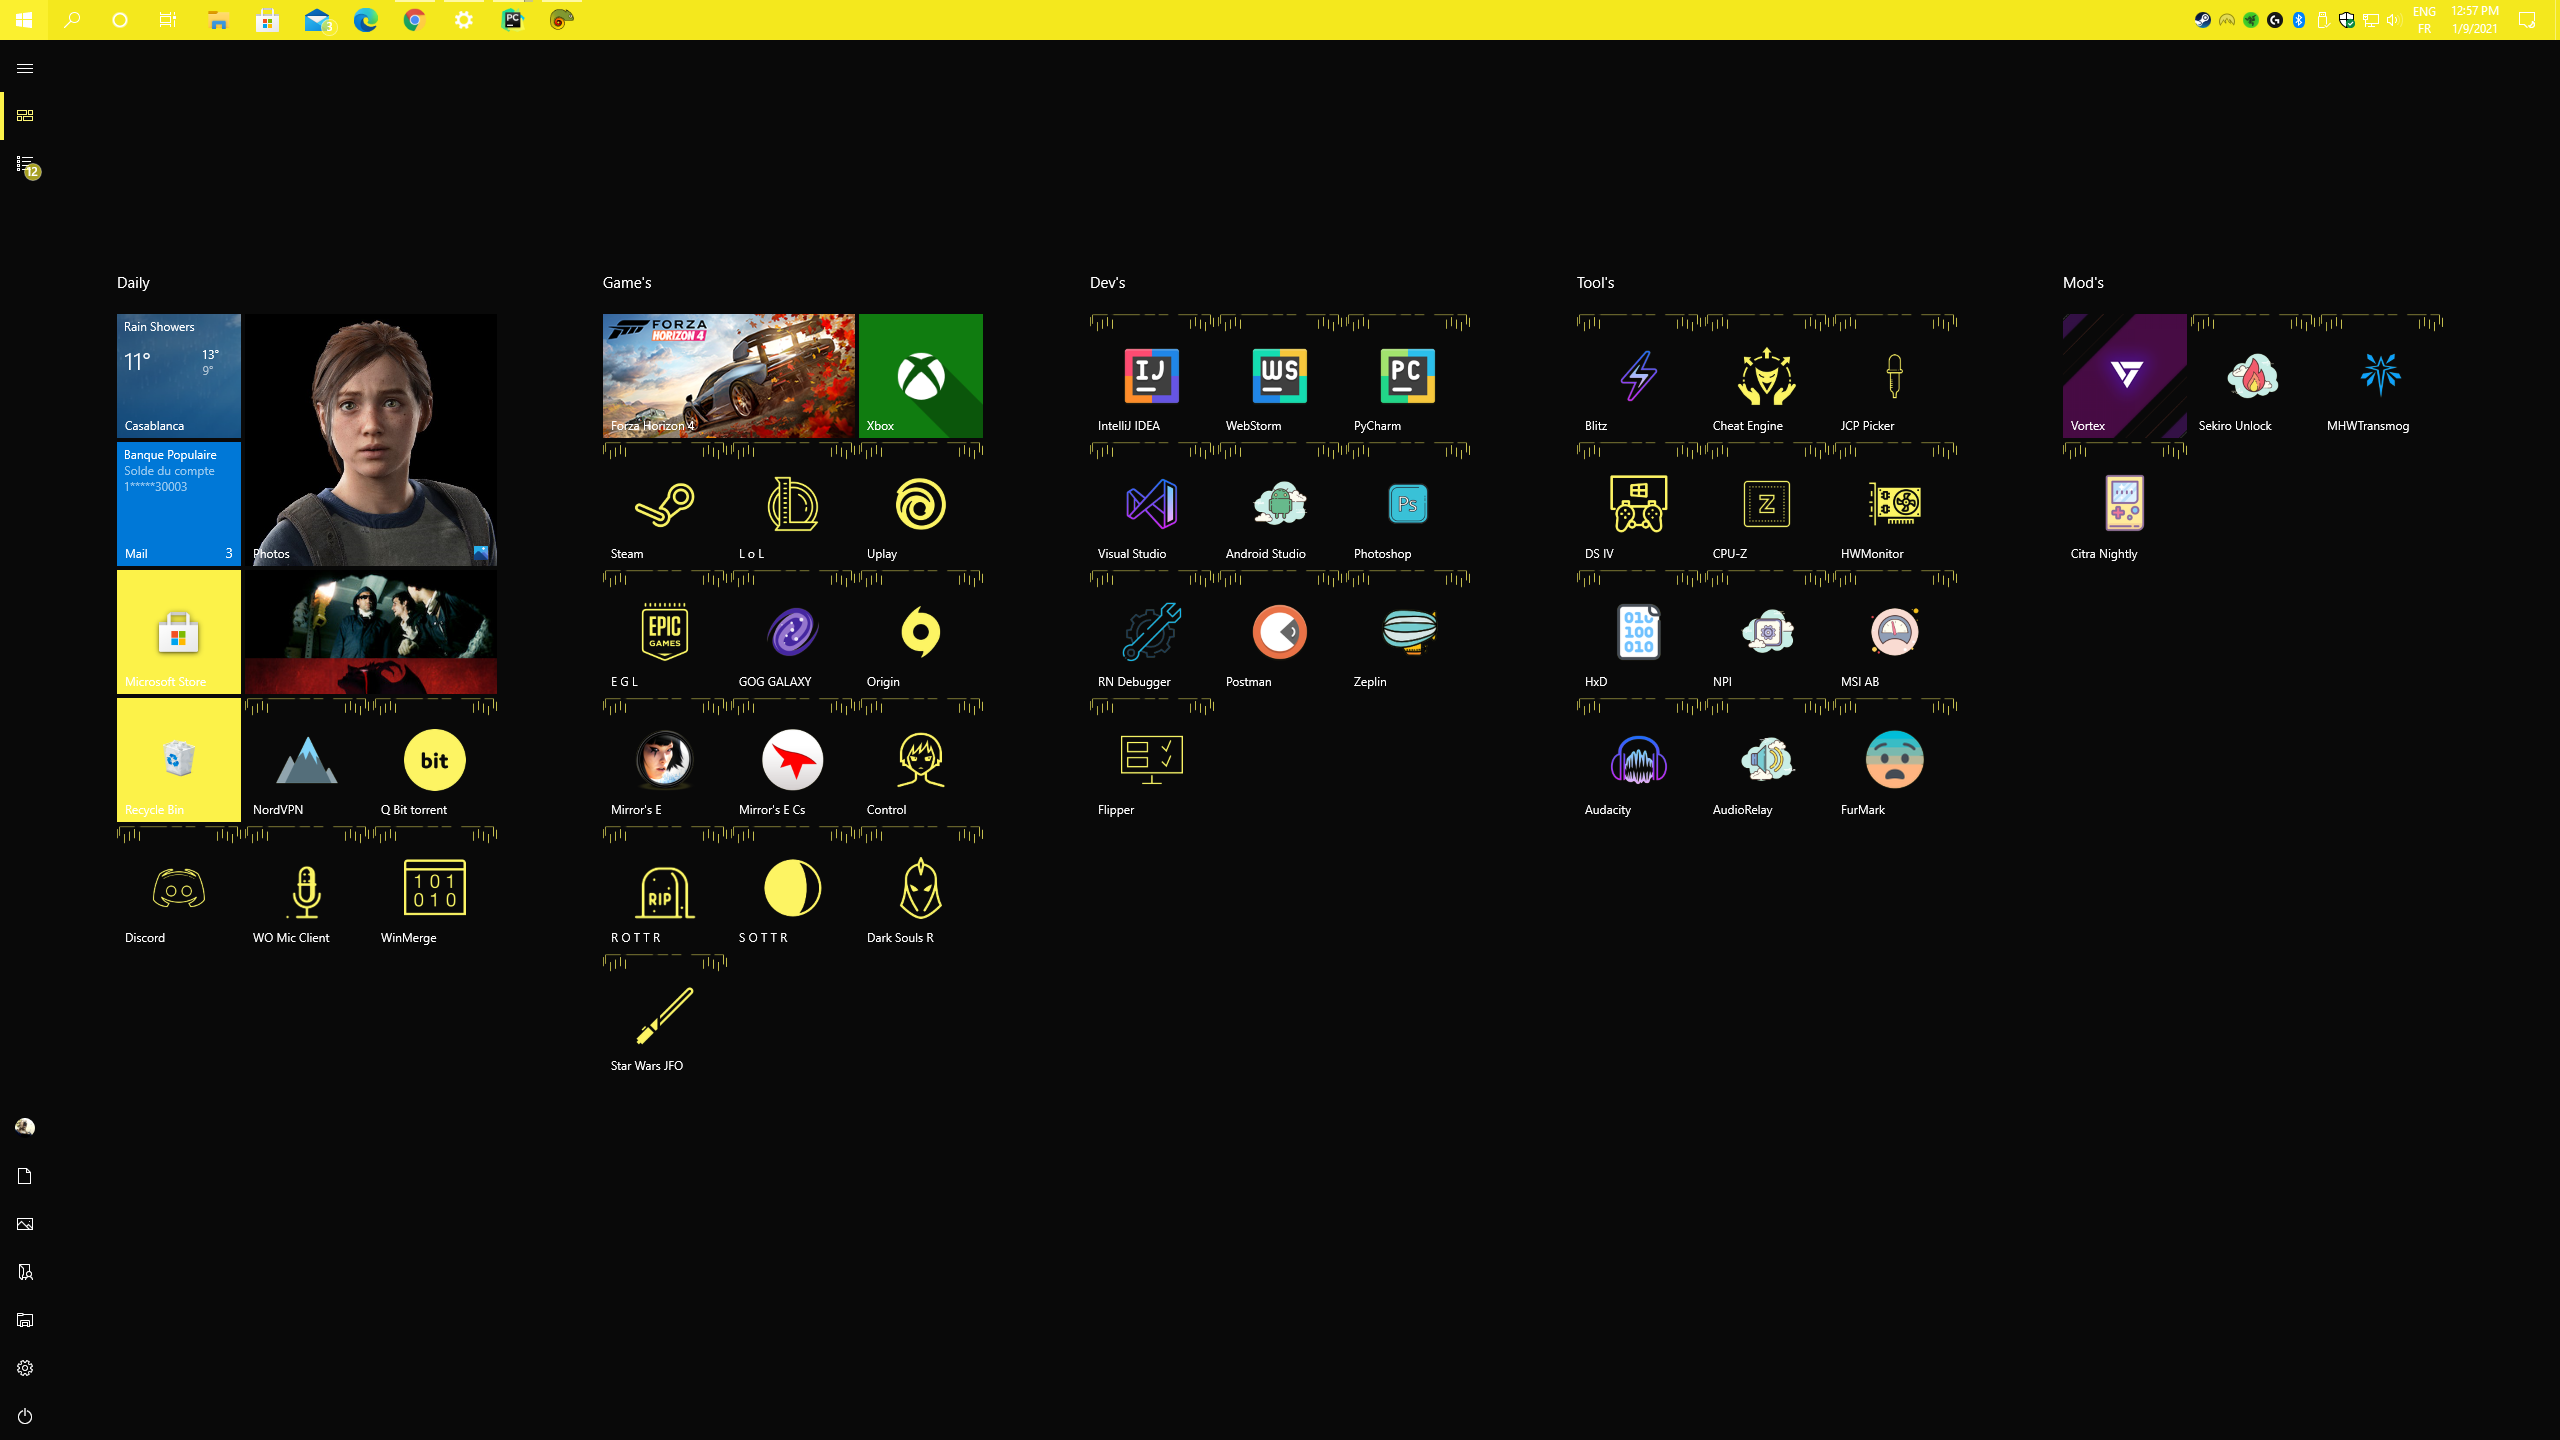 3
PC
ENG
FR
12:57 PM
1/9/2021
12
Daily
Rain Showers
11°
13°
9°
Casablanca
Banque Populaire
Solde du compte
1*****30003
Mail
3
Photos
Microsoft Store
Recycle Bin
NordVPN
bit
Q Bit torrent
Discord
WO Mic Client
101
010
WinMerge
Game's
FORZA
HORIZON 4
Forza Horizon 4
Xbox
Steam
L o L
Uplay
EPIC
GAMES
E G L
GOG GALAXY
Origin
Mirror's E
Mirror's E Cs
Control
RIP
R O T T R
S O T T R
Dark Souls R
Star Wars JFO
Dev's
IJ
IntelliJ IDEA
WS
WebStorm
PC
PyCharm
Visual Studio
Android Studio
Ps
Photoshop
RN Debugger
Postman
Zeplin
Flipper
Tool's
Blitz
Cheat Engine
JCP Picker
DS IV
Z
CPU-Z
HWMonitor
010
100
010
HxD
NPI
MSI AB
Audacity
AudioRelay
FurMark
Mod's
Vortex
Sekiro Unlock
MHWTransmog
Citra Nightly